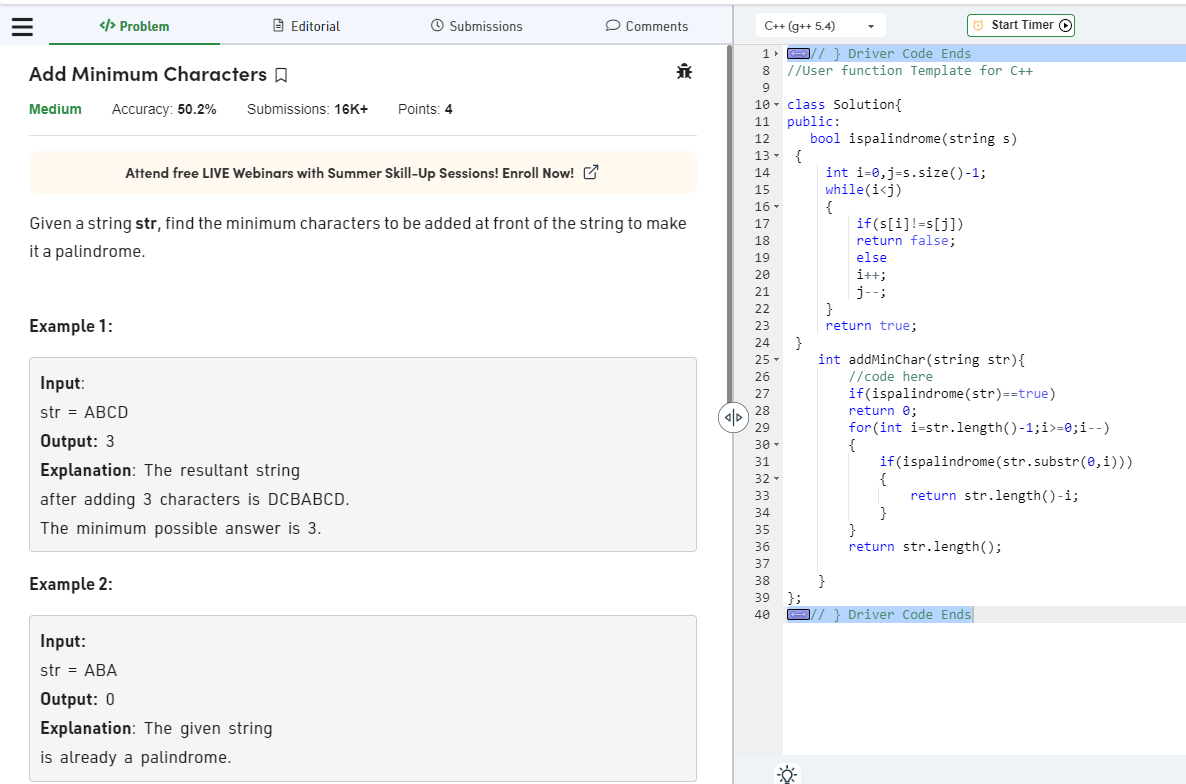 </> Problem
Editorial
Submissions
Comments
Add Minimum Characters
Medium Accuracy: 50.2% Submissions: 16K+ Points: 4
Attend free LIVE Webinars with Summer Skill-Up Sessions! Enroll Now!
Given a string str, find the minimum characters to be added at front of the string to make
it a palindrome.
Example 1:
Input:
str = ABCD
Output: 3
Explanation: The resultant string
after adding 3 characters is DCBABCD.
The minimum possible answer is 3.
Example 2:
Input:
str = ABA
Output: 0
Explanation: The given string
is already a palindrome.
C++ (g++ 5.4)
Start Timer
1 // } Driver Code Ends
8 //User function Template for C++
9
10 class Solution{
11 public:
12 bool ispalindrome(string s)
13 {
14 int i=0,j=s.size()-1;
15 while(i<j)
16 {
17 if(s[i]!=s[j])
18 return false;
19 else
20 i++;
21 j--;
22 }
23 return true;
24 }
25 int addMinChar(string str){
26 //code here
27 if(ispalindrome(str)==true)
28 return 0;
29 for(int i=str.length()-1;i>=0;i--)
30 {
31 if(ispalindrome(str.substr(0,i)))
32 {
33 return str.length()-i;
34 }
35 }
36 return str.length();
37
38 }
39 };
40 // } Driver Code Ends